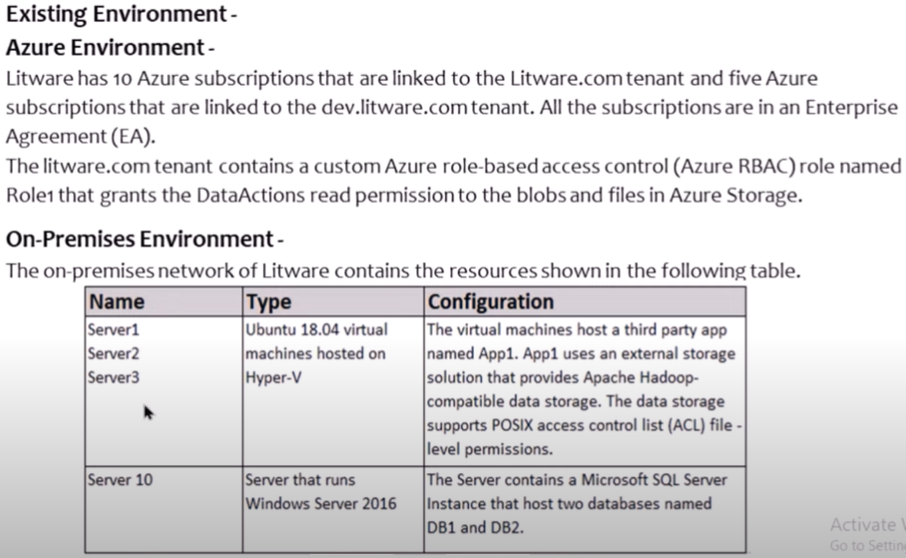 Existing Environment -
Azure Environment -
Litware has 10 Azure subscriptions that are linked to the Litware.com tenant and five Azure
subscriptions that are linked to the dev.litware.com tenant. All the subscriptions are in an Enterprise
Agreement (EA).
The litware.com tenant contains a custom Azure role-based access control (Azure RBAC) role named
Role1 that grants the DataActions read permission to the blobs and files in Azure Storage.
On-Premises Environment -
The on-premises network of Litware contains the resources shown in the following table.
Name Type Configuration
Server1 Ubuntu 18.04 virtual The virtual machines host a third party app
Server2 machines hosted on named App1. App1 uses an external storage
Server3 Hyper-V solution that provides Apache Hadoop-
compatible data storage. The data storage
supports POSIX access control list (ACL) file -
level permissions.
Server 10 Server that runs The Server contains a Microsoft SQL Server
Windows Server 2016 Instance that host two databases named
DB1 and DB2.
Activate
Go to